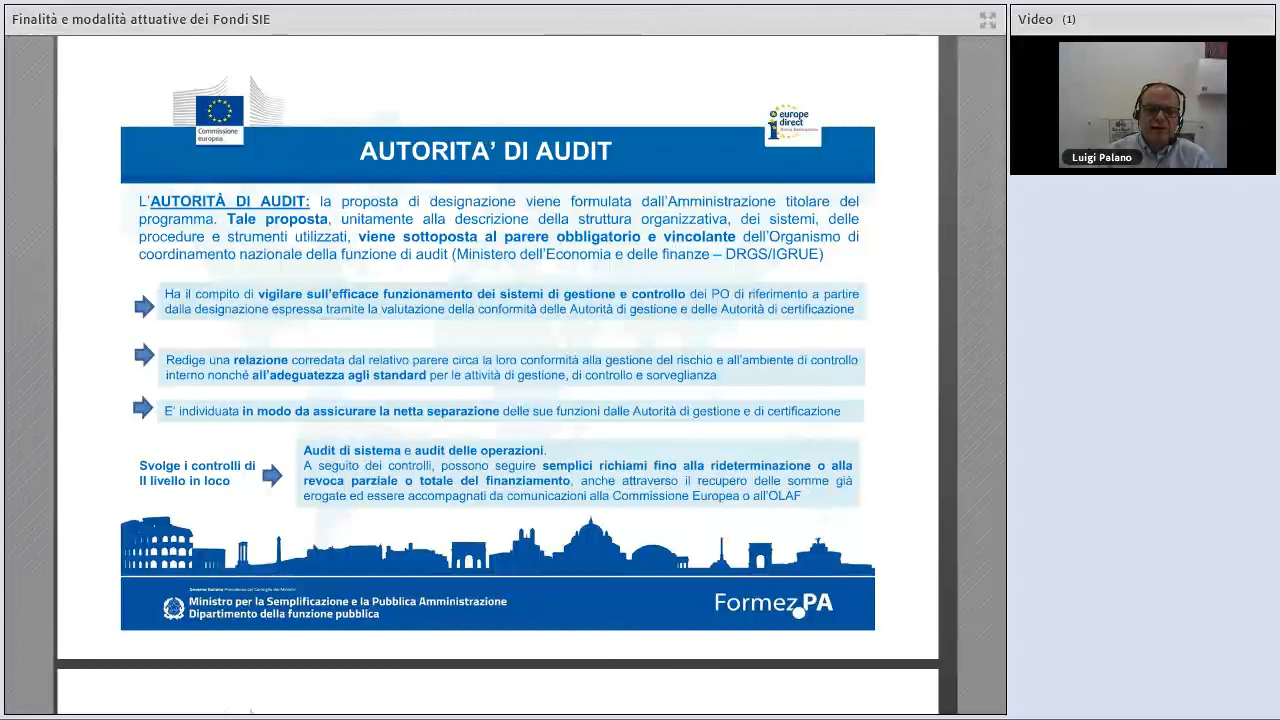 Finalità e modalità attuative dei Fondi SIE
Video (1)
Luigi Palano
Commissione
europea
europe
direct
AUTORITA' DI AUDIT
L'AUTORITÀ DI AUDIT: la proposta di designazione viene formulata dall'Amministrazione titolare del
programma. Tale proposta, unitamente alla descrizione della struttura organizzativa, dei sistemi, delle
procedure e strumenti utilizzati, viene sottoposta al parere obbligatorio e vincolante dell'Organismo di
coordinamento nazionale della funzione di audit (Ministero dell'Economia e delle finanze – DRGS/IGRUE)
Ha il compito di vigilare sull'efficace funzionamento dei sistemi di gestione e controllo dei PO di riferimento a partire
dalla designazione espressa tramite la valutazione della conformità delle Autorità di gestione e delle Autorità di certificazione
Redige una relazione corredata dal relativo parere circa la loro conformità alla gestione del rischio e all'ambiente di controllo
interno nonché all'adeguatezza agli standard per le attività di gestione, di controllo e sorveglianza
E' individuata in modo da assicurare la netta separazione delle sue funzioni dalle Autorità di gestione e di certificazione
Svolge i controlli di
II livello in loco
Audit di sistema e audit delle operazioni.
A seguito dei controlli, possono seguire semplici richiami fino alla rideterminazione o alla
revoca parziale o totale del finanziamento, anche attraverso il recupero delle somme già
erogate ed essere accompagnati da comunicazioni alla Commissione Europea o all'OLAF
Ministro per la Semplificazione e la Pubblica Amministrazione
Dipartimento della funzione pubblica
Formez PA